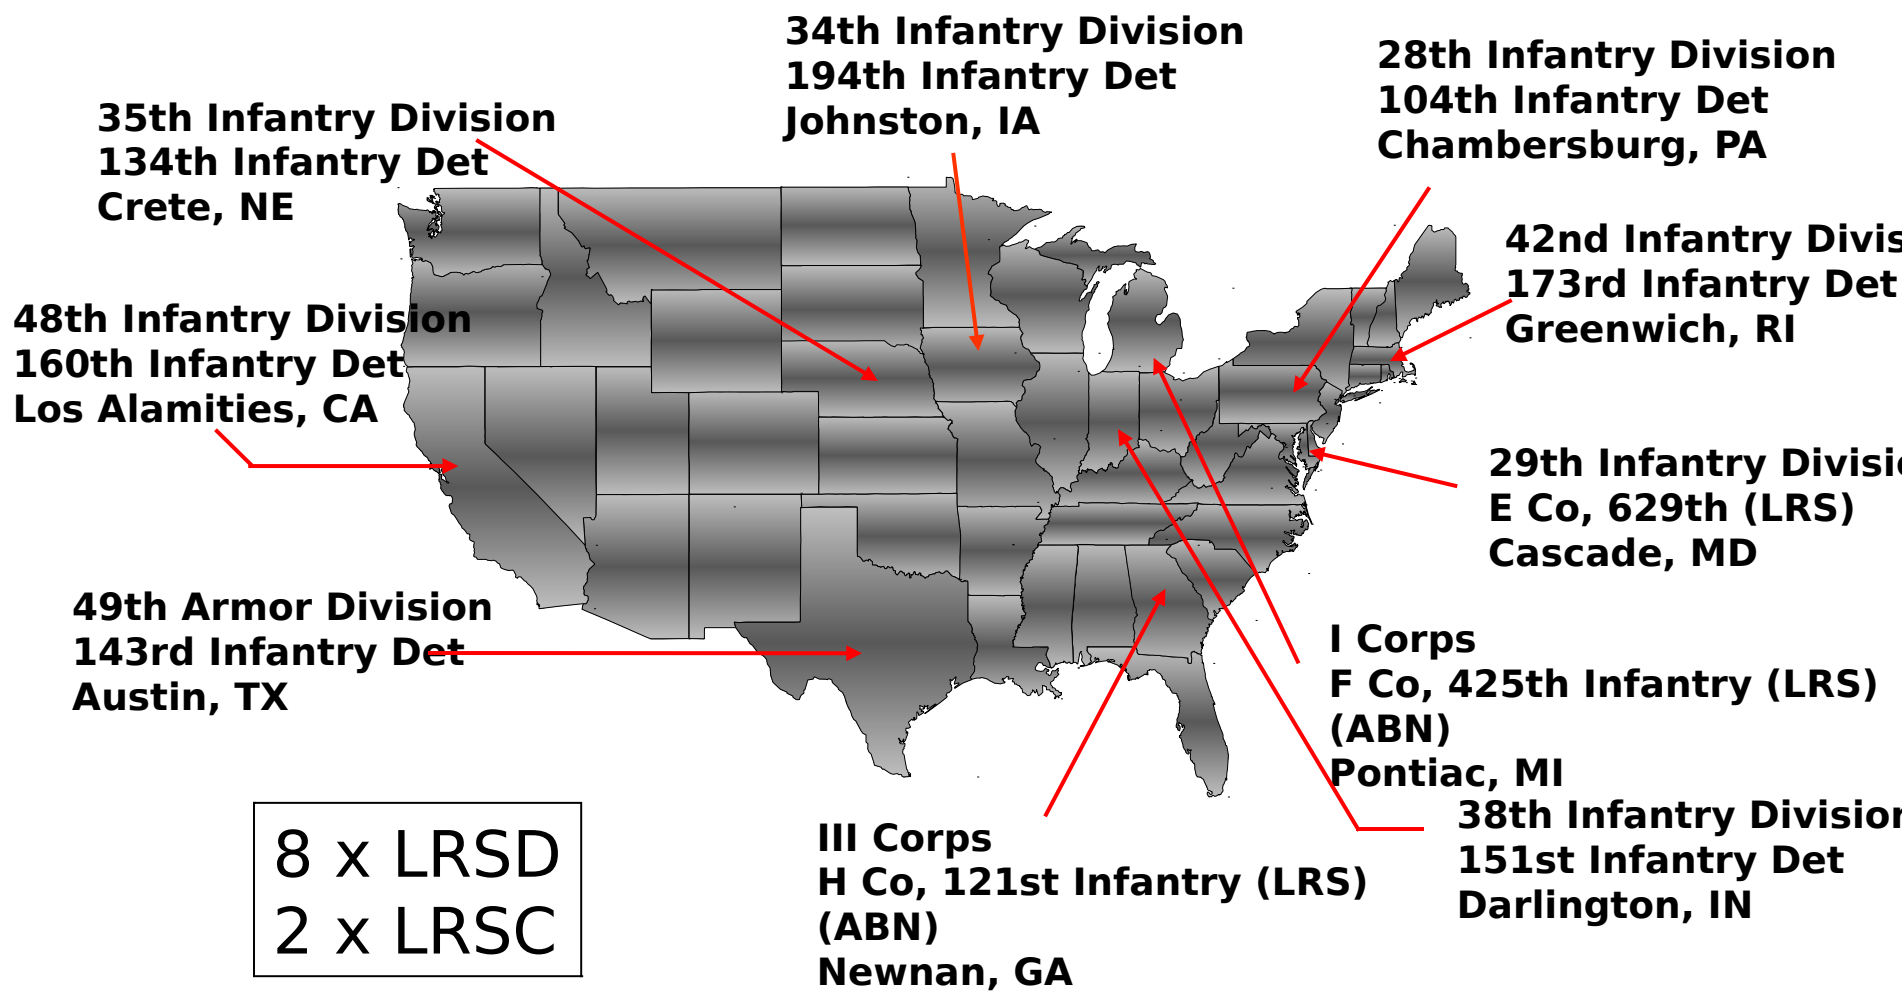 34th Infantry Division
194th Infantry Det
Johnston, IA
28th Infantry Division
104th Infantry Det
Chambersburg, PA
35th Infantry Division
134th Infantry Det
Crete, NE
42nd Infantry Divis
173rd Infantry Det
Greenwich, RI
48th Infantry Division
160th Infantry Det
Los Alamities, CA
29th Infantry Divisi
E Co, 629th (LRS)
Cascade, MD
49th Armor Division
143rd Infantry Det
Austin, TX
I Corps
F Co, 425th Infantry (LRS)
(ABN)
Pontiac, MI
38th Infantry Division
151st Infantry Det
Darlington, IN
III Corps
H Co, 121st Infantry (LRS)
(ABN)
Newnan, GA
8 x LRSD
2 x LRSC